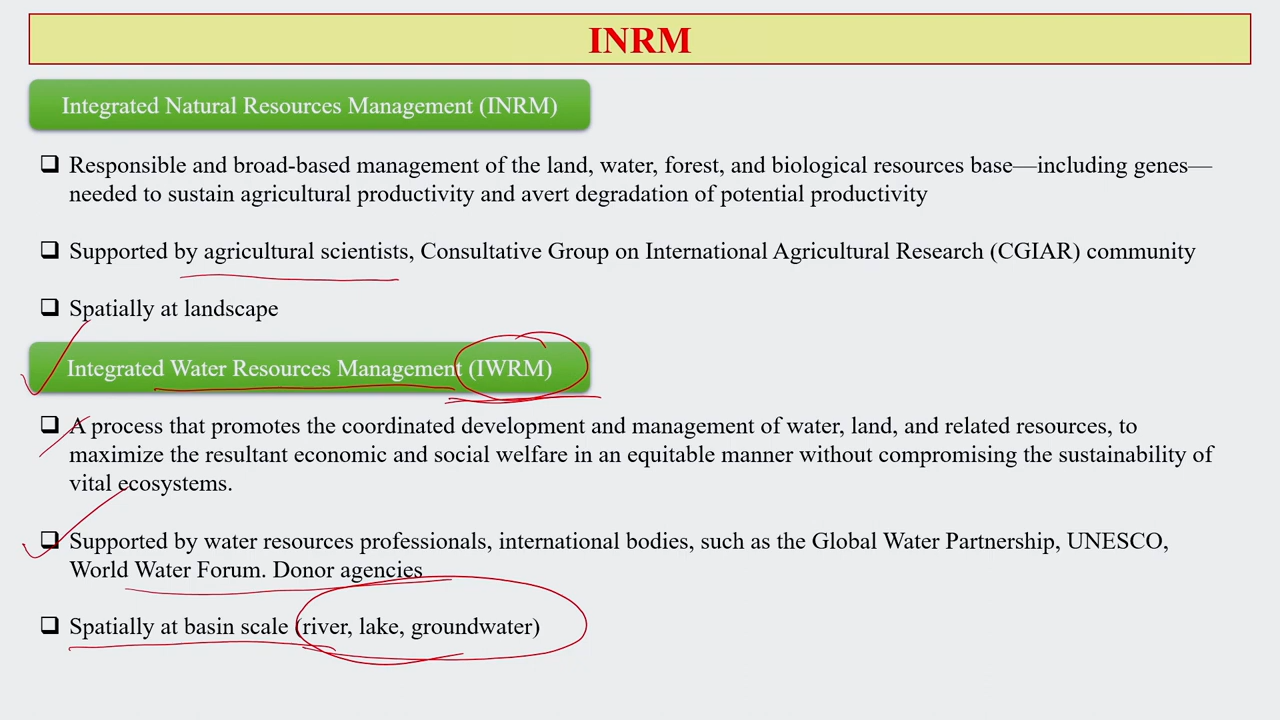 INRM
Integrated Natural Resources Management (INRM)
❑ Responsible and broad-based management of the land, water, forest, and biological resources base—including genes—
needed to sustain agricultural productivity and avert degradation of potential productivity
❑ Supported by agricultural scientists, Consultative Group on International Agricultural Research (CGIAR) community
❑ Spatially at landscape
Integrated Water Resources Management (IWRM)
❑ A process that promotes the coordinated development and management of water, land, and related resources, to
maximize the resultant economic and social welfare in an equitable manner without compromising the sustainability of
vital ecosystems.
❑ Supported by water resources professionals, international bodies, such as the Global Water Partnership, UNESCO,
World Water Forum. Donor agencies
❑ Spatially at basin scale (river, lake, groundwater)